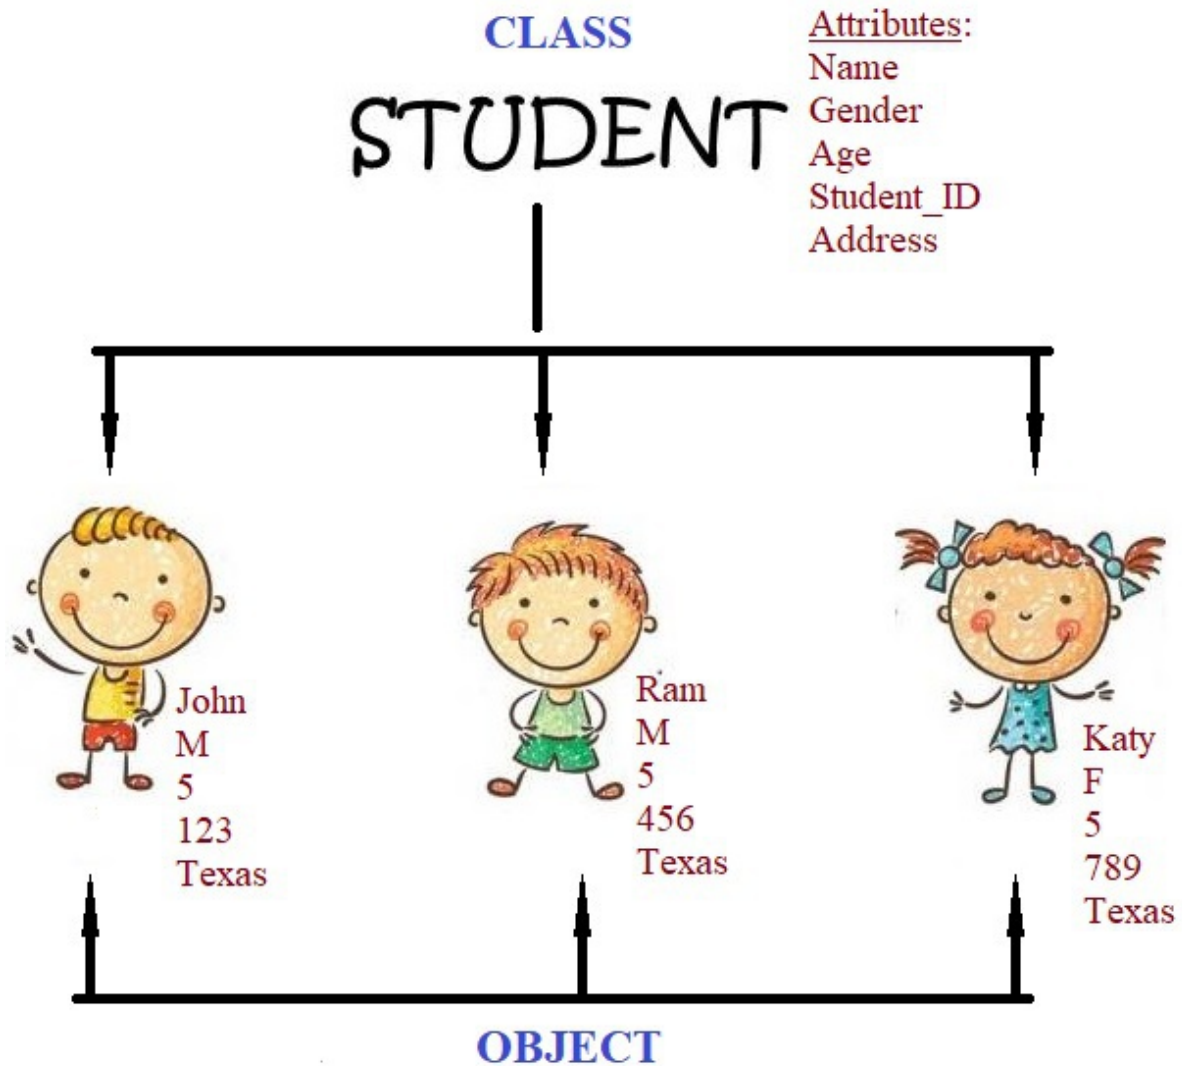 CLASS
STUDENT
Attributes:
Name
Gender
Age
Student_ID
Address
John
M
5
123
Texas
Ram
M
5
456
Texas
Katy
F
5
789
Texas
OBJECT